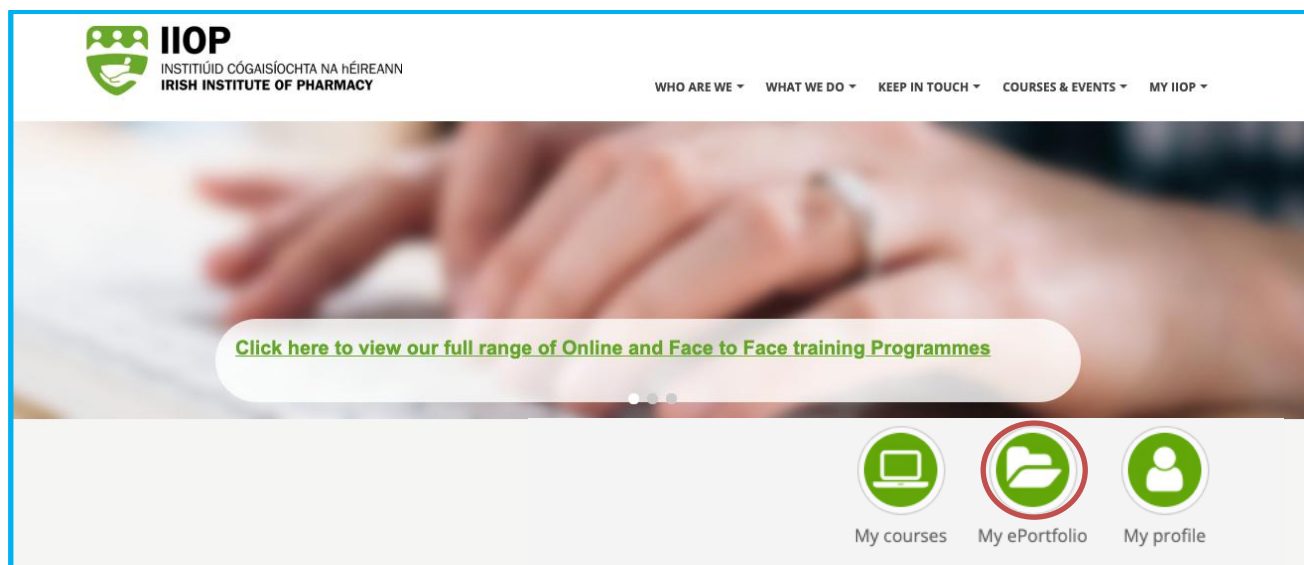 IIOP
INSTITIÚID CÓGAISÍOCHTA NA hÉIREANN
IRISH INSTITUTE OF PHARMACY
WHO ARE WE WHAT WE DO KEEP IN TOUCH COURSES & EVENTS MY IIOP
Click here to view our full range of Online and Face to Face training Programmes
My courses My ePortfolio My profile